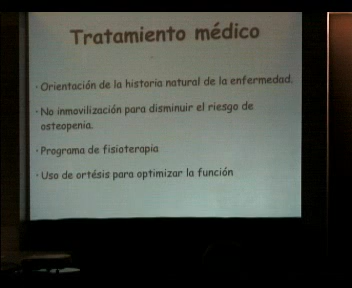 Tratamiento médico
· Orientación de la historia natural de la enfermedad.
· No inmovilización para disminuir el riesgo de
osteopenia.
· Programa de fisioterapia
· Uso de ortésis para optimizar la función